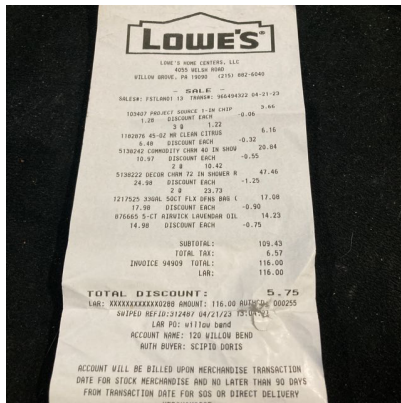 LOWE'S
LOWE'S HOME CENTERS, LLC
4055 WELSH ROAD
WILLOW GROVE, PA 19090 (215) 682-6040
- SALE -
SALES#: FSTLAN01 13 TRANS#: 966494322 04-21-23
103407 PROJECT SOURCE 1-IN CHIP 3.66
1.28 DISCOUNT EACH -0.06
3 @ 1.22
1182076 45-OZ MR CLEAN CITRUS 6.16
6.48 DISCOUNT EACH -0.32
5138242 COMMODITY CHRM 40 IN SHOW 20.84
10.97 DISCOUNT EACH -0.55
2 @ 10.42
5138222 DECOR CHRM 72 IN SHOWER R 47.46
24.98 DISCOUNT EACH -1.25
2 @ 23.73
1217525 33GAL 50CT FLX DFNS BAG ( 17.08
17.98 DISCOUNT EACH -0.90
876665 5-CT AIRWICK LAVENDAR OIL 14.23
14.98 DISCOUNT EACH -0.75
SUBTOTAL: 109.43
TOTAL TAX: 6.57
INVOICE 94909 TOTAL: 116.00
LAR: 116.00
TOTAL DISCOUNT: 5.75
LAR: XXXXXXXXXXXX0288 AMOUNT: 116.00 AUTHCD: 000255
SWIPED REFID:312487 04/21/23
LAR PO: willow band
ACCOUNT NAME: 120 WILLOW BEND
AUTH BUYER: SCIPIO DORIS
ACCOUNT WILL BE BILLED UPON MERCHANDISE TRANSACTION
DATE FOR STOCK MERCHANDISE AND NO LATER THAN 90 DAYS
FROM TRANSACTION DATE FOR SOS OR DIRECT DELIVERY